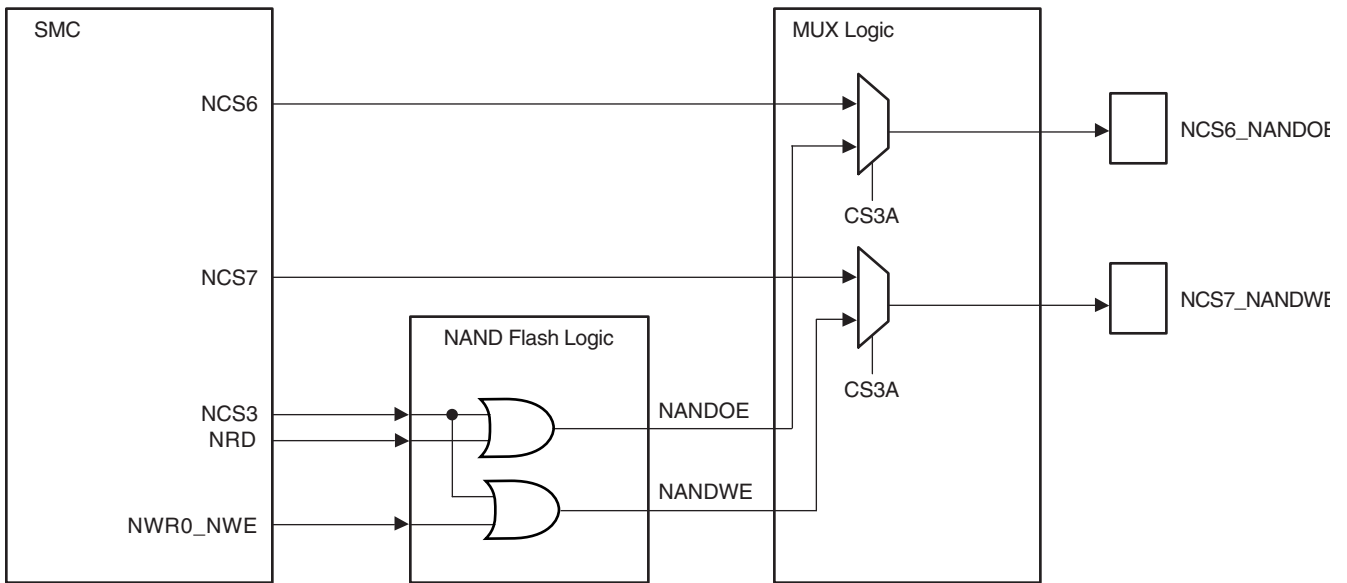 SMC
MUX Logic
NCS6
NCS6_NANDOE
CS3A
NCS7
NCS7_NANDWE
NAND Flash Logic
CS3A
NCS3
NANDOE
NRD
NANDWE
NWR0_NWE